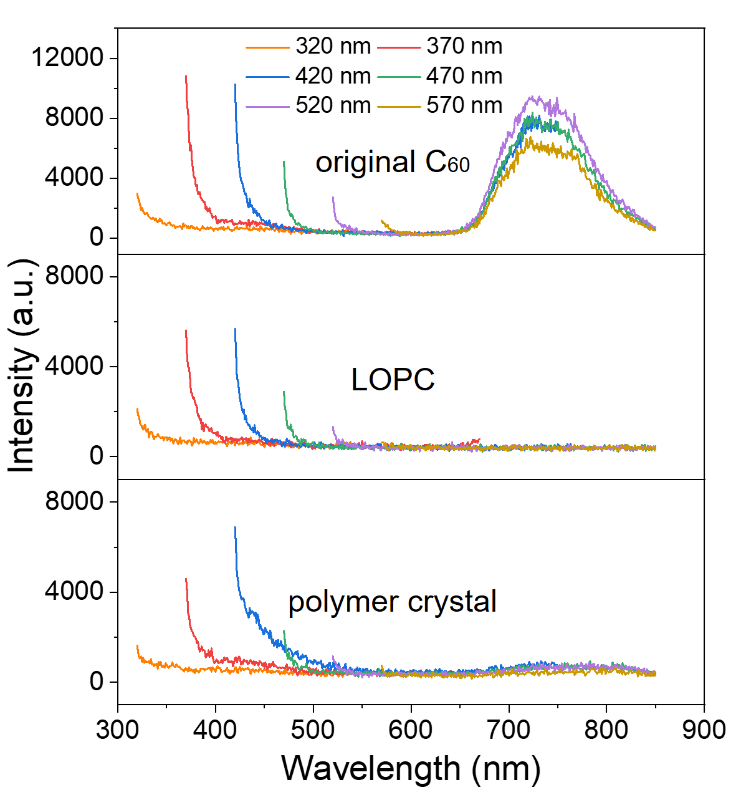 12000
8000
4000
0
320 nm 370 nm
420 nm 470 nm
520 nm 570 nm
original C60
8000
4000
0
LOPC
8000
4000
0
polymer crystal
300 400 500 600 700 800 900
Wavelength (nm)
Intensity (a.u.)